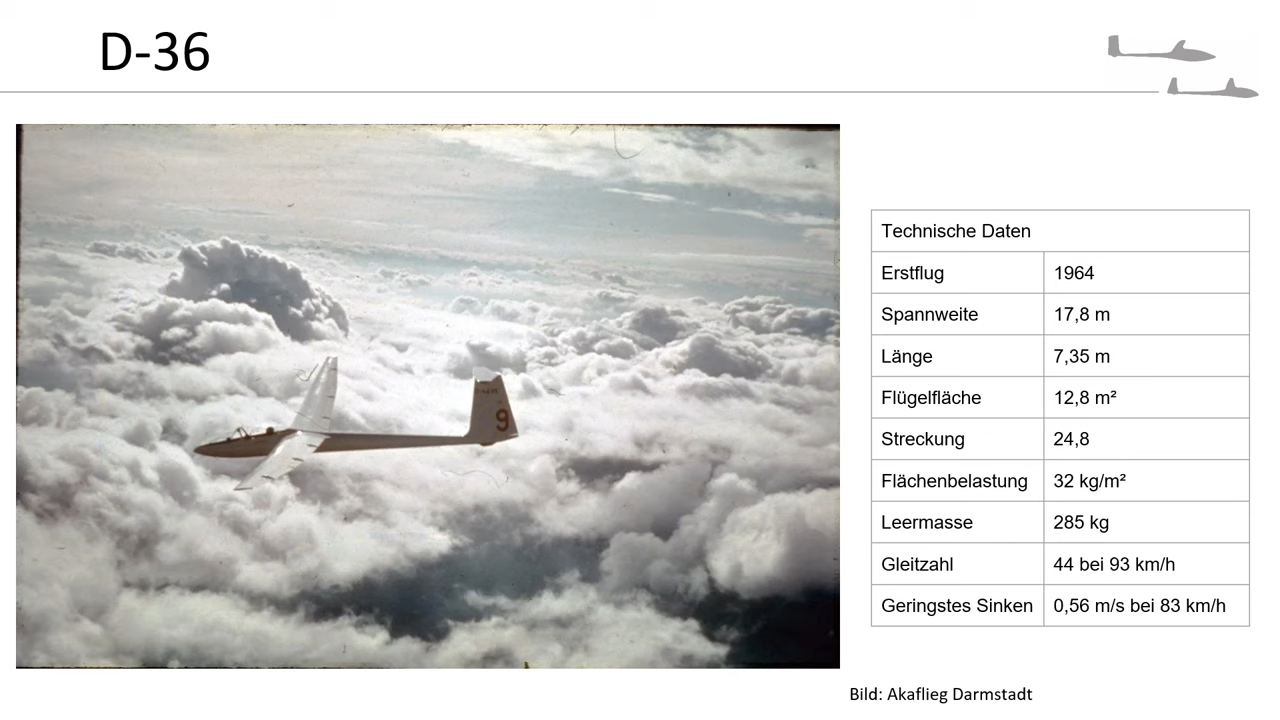 D-36
Technische Daten
Erstflug 1964
Spannweite 17,8 m
Länge 7,35 m
Flügelfläche 12,8 m²
Streckung 24,8
Flächenbelastung 32 kg/m²
Leermasse 285 kg
Gleitzahl 44 bei 93 km/h
Geringstes Sinken 0,56 m/s bei 83 km/h
9
Bild: Akaflieg Darmstadt